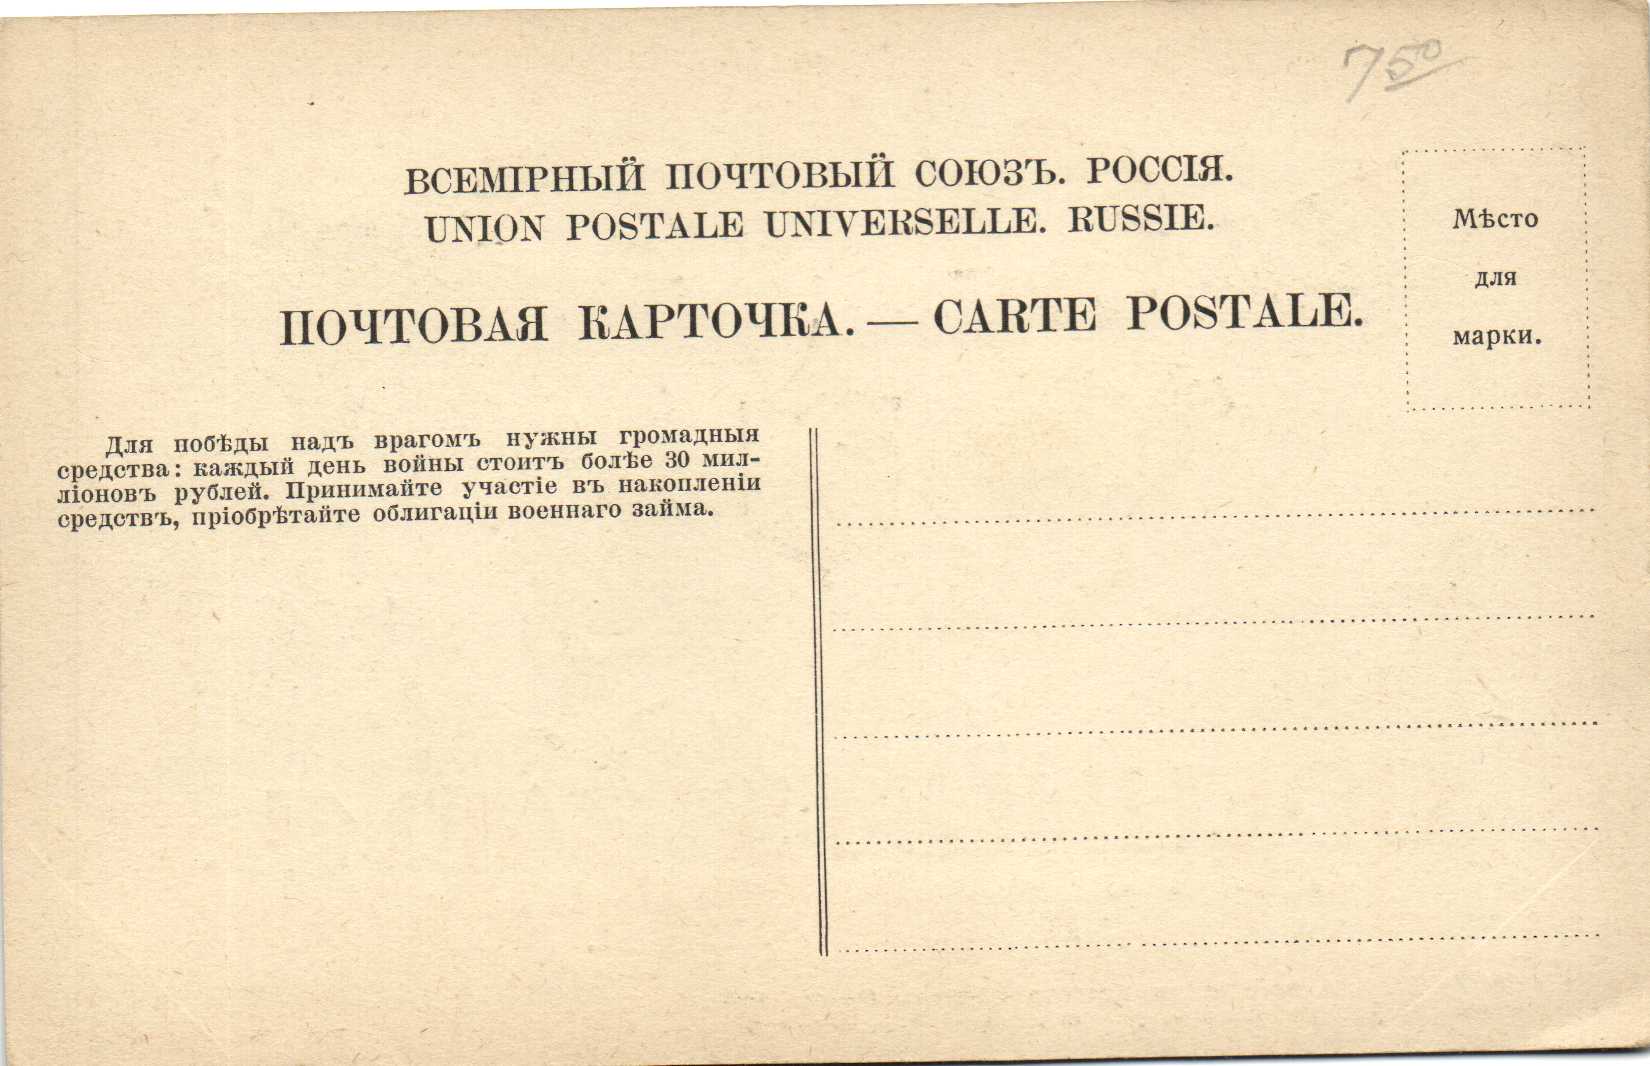 75⁰
ВСЕМІРНЫЙ ПОЧТОВЫЙ СОЮЗЪ. РОССІЯ.
UNION POSTALE UNIVERSELLE. RUSSIE.
ПОЧТОВАЯ КАРТОЧКА. — CARTE POSTALE.
Мѣсто
для
марки.
Для побѣды надъ врагомъ нужны громадныя
средства: каждый день войны стоитъ болѣе 30 мил-
ліоновъ рублей. Принимайте участіе въ накопленіи
средствъ, пріобрѣтайте облигаціи военнаго займа.